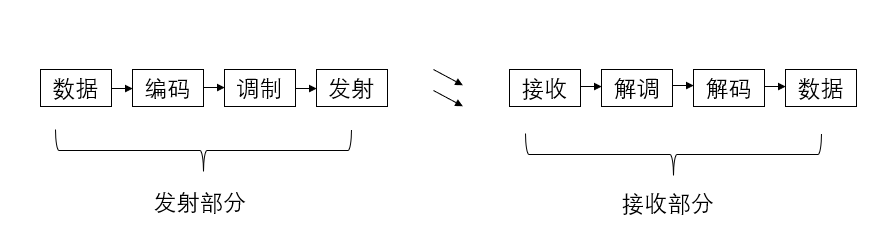 数据 编码 调制 发射 接收 解调 解码 数据
发射部分 接收部分